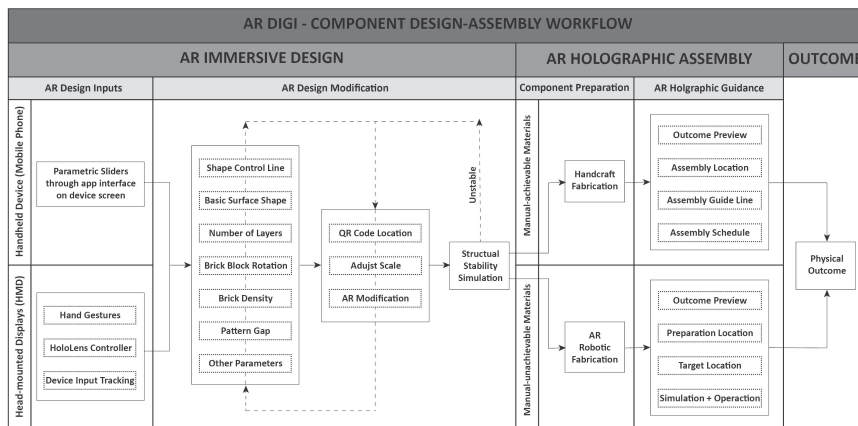 AR DIGI - COMPONENT DESIGN-ASSEMBLY WORKFLOW
AR IMMERSIVE DESIGN
AR HOLOGRAPHIC ASSEMBLY
OUTCOME
AR Design Inputs
AR Design Modification
Component Preparation
AR Holgraphic Guidance
Handheld Device (Mobile Phone)
Parametric Sliders
through app interface
on device screen
Head-mounted Displays (HMD)
Hand Gestures
HoloLens Controller
Device Input Tracking
Shape Control Line
Basic Surface Shape
Number of Layers
Brick Block Rotation
Brick Density
Pattern Gap
Other Parameters
QR Code Location
Adujst Scale
AR Modification
Unstable
Structual
Stability
Simulation
Manual-achievable Materials
Handcraft
Fabrication
Outcome Preview
Assembly Location
Assembly Guide Line
Assembly Schedule
Manual-unachievable Materials
AR
Robotic
Fabrication
Outcome Preview
Preparation Location
Target Location
Simulation + Operaction
Physical
Outcome